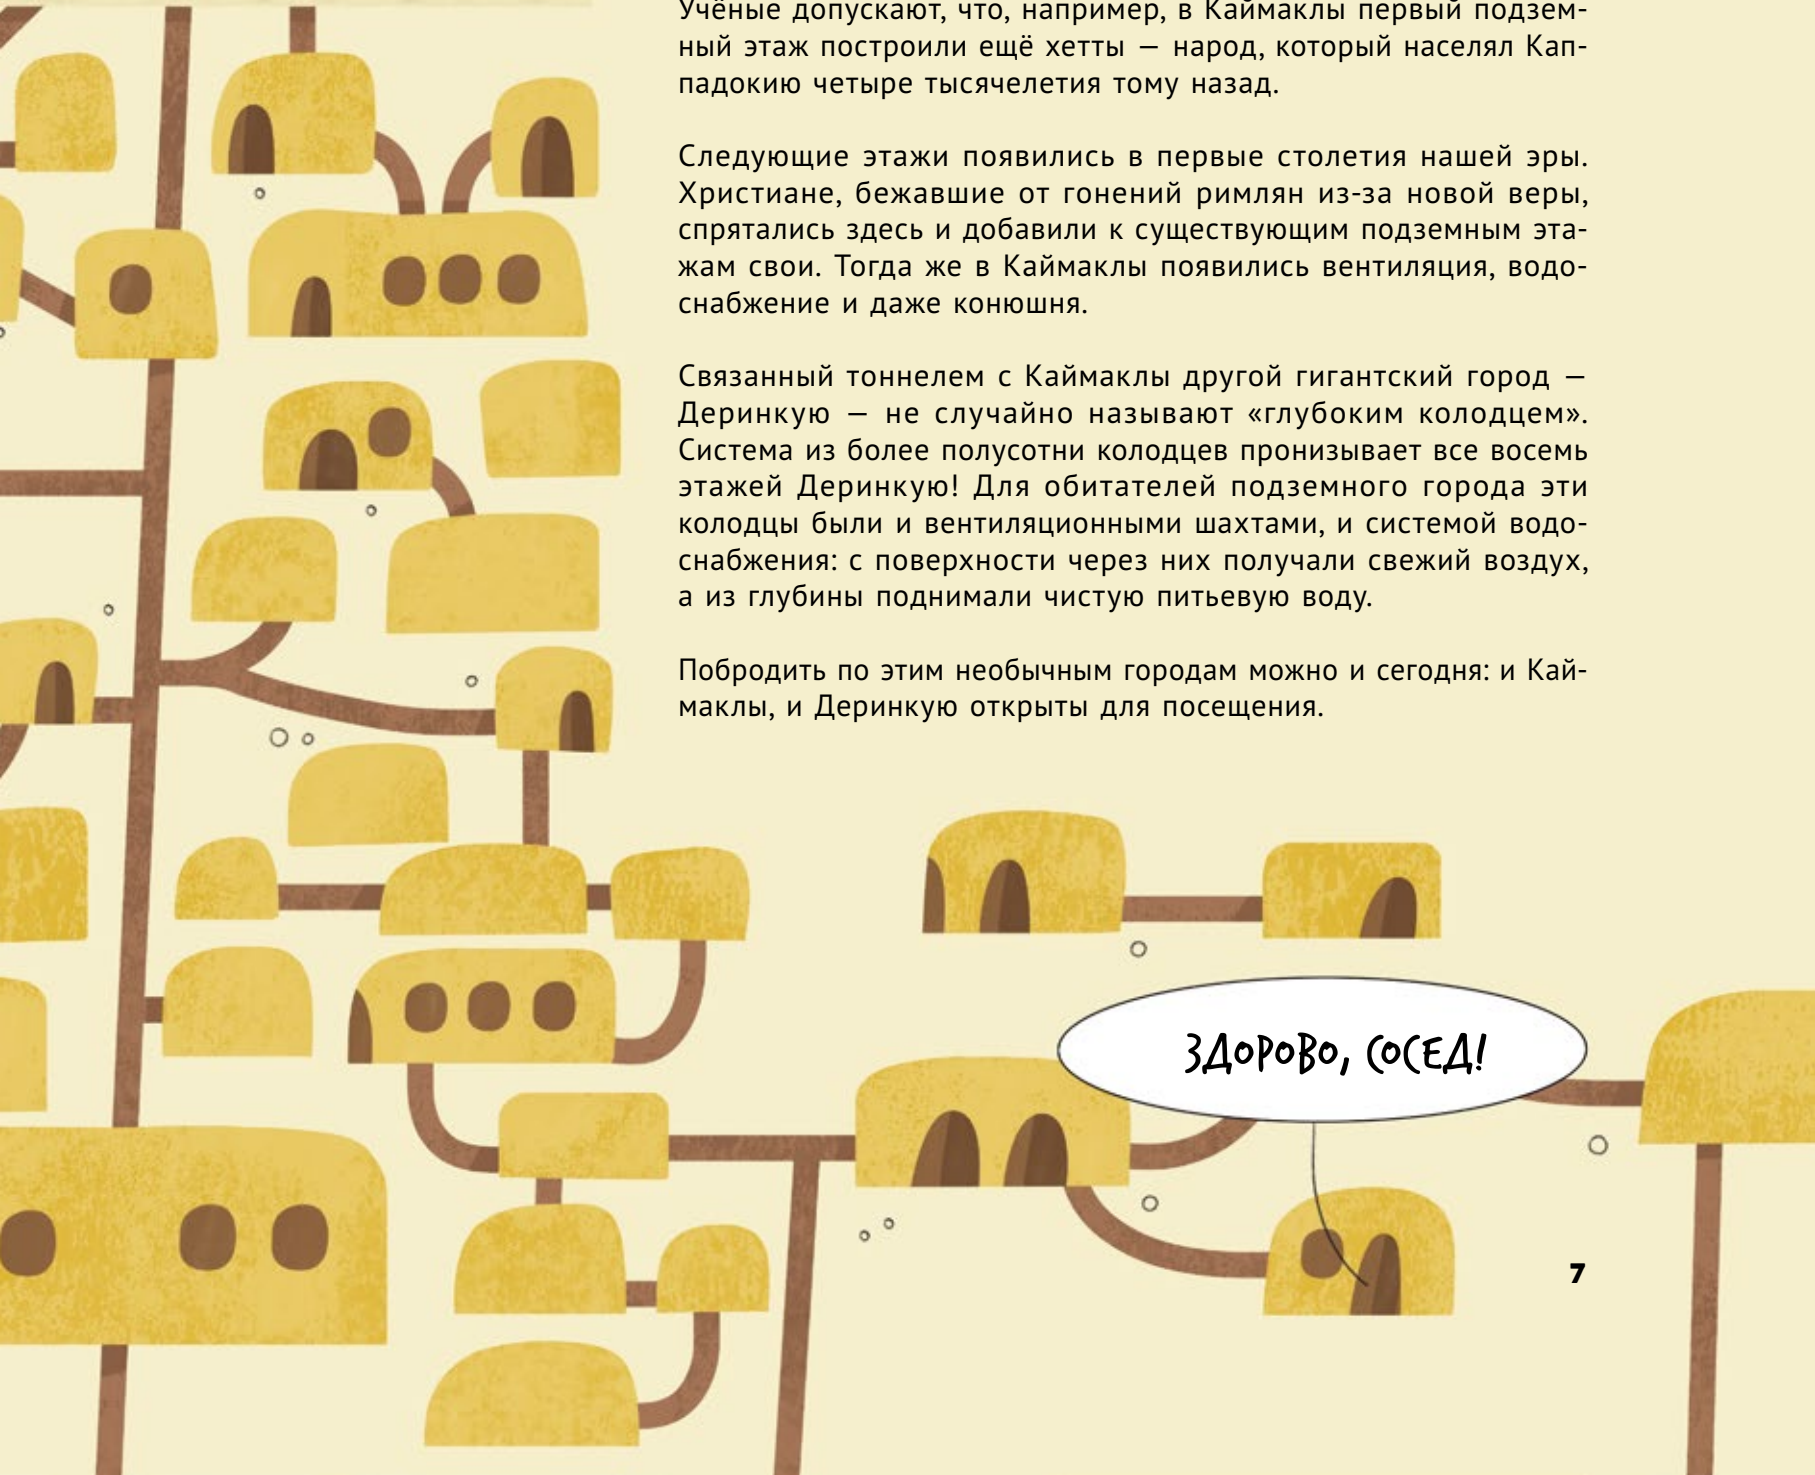 Учёные допускают, что, например, в Каймаклы первый подзем-
ный этаж построили ещё хетты — народ, который населял Кап-
падокию четыре тысячелетия тому назад.
Следующие этажи появились в первые столетия нашей эры.
Христиане, бежавшие от гонений римлян из-за новой веры,
спрятались здесь и добавили к существующим подземным эта-
жам свои. Тогда же в Каймаклы появились вентиляция, водо-
снабжение и даже конюшня.
Связанный тоннелем с Каймаклы другой гигантский город —
Деринкую — не случайно называют «глубоким колодцем».
Система из более полусотни колодцев пронизывает все восемь
этажей Деринкую! Для обитателей подземного города эти
колодцы были и вентиляционными шахтами, и системой водо-
снабжения: с поверхности через них получали свежий воздух,
а из глубины поднимали чистую питьевую воду.
Побродить по этим необычным городам можно и сегодня: и Кай-
маклы, и Деринкую открыты для посещения.
ЗДОРОВО, СОСЕД!
7